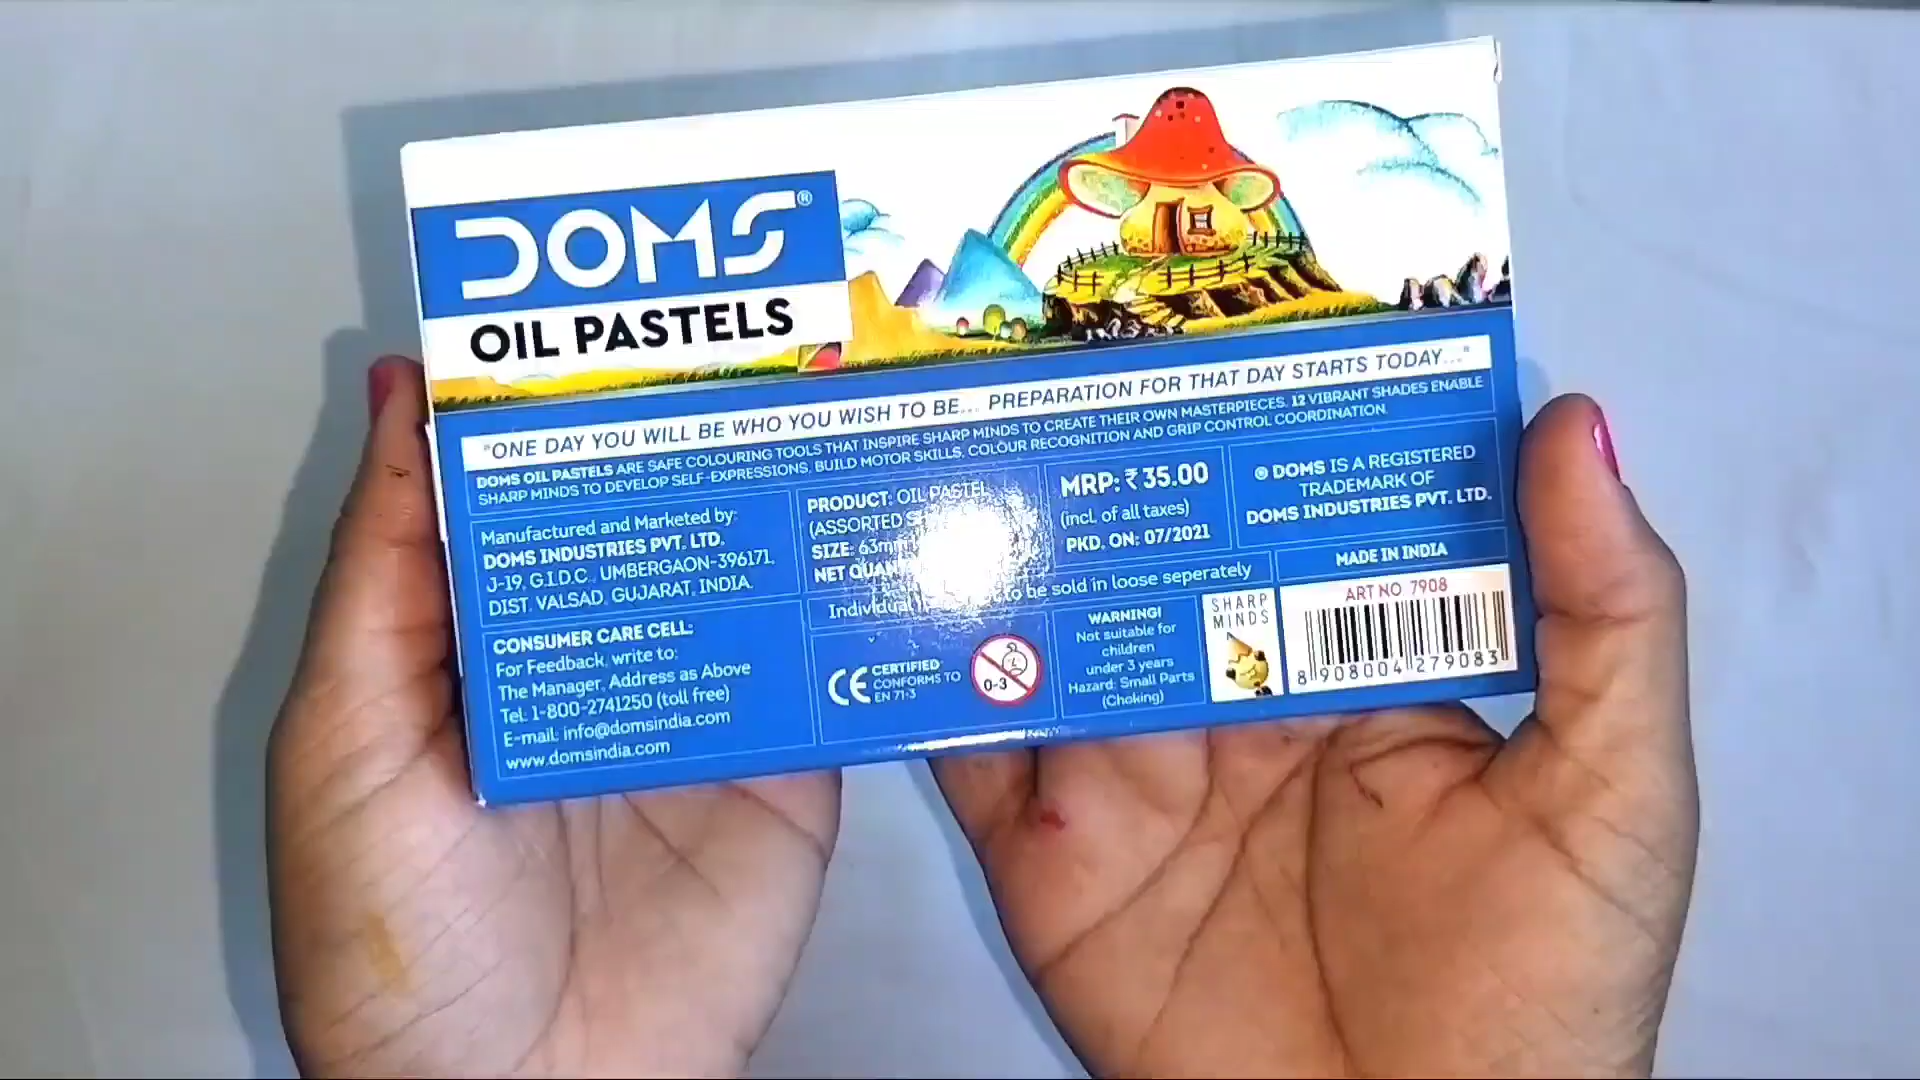 DOMS®
OIL PASTELS
"ONE DAY YOU WILL BE WHO YOU WISH TO BE... PREPARATION FOR THAT DAY STARTS TODAY..."
DOMS OIL PASTELS ARE SAFE COLOURING TOOLS THAT INSPIRE SHARP MINDS TO CREATE THEIR OWN MASTERPIECES. 12 VIBRANT SHADES ENABLE
SHARP MINDS TO DEVELOP SELF-EXPRESSIONS, BUILD MOTOR SKILLS, COLOUR RECOGNITION AND GRIP CONTROL COORDINATION.
Manufactured and Marketed by:
DOMS INDUSTRIES PVT. LTD.
J-19, G.I.D.C., UMBERGAON-396171,
DIST. VALSAD, GUJARAT, INDIA.
CONSUMER CARE CELL:
For Feedback, write to:
The Manager, Address as Above
Tel: 1-800-2741250 (toll free)
E-mail: info@domsindia.com
www.domsindia.com
PRODUCT: OIL PASTEL
(ASSORTED
SIZE: 63mm
NET
to be sold in loose seperately
CE CERTIFIED
CONFORMS TO
EN 71-3
0-3
MRP: ₹ 35.00
(incl. of all taxes)
PKD. ON: 07/2021
WARNING!
Not suitable for
children
under 3 years
Hazard: Small Parts
(Choking)
® DOMS IS A REGISTERED
TRADEMARK OF
DOMS INDUSTRIES PVT. LTD.
MADE IN INDIA
SHARP
MINDS
ART NO. 7908
8 908004 279083